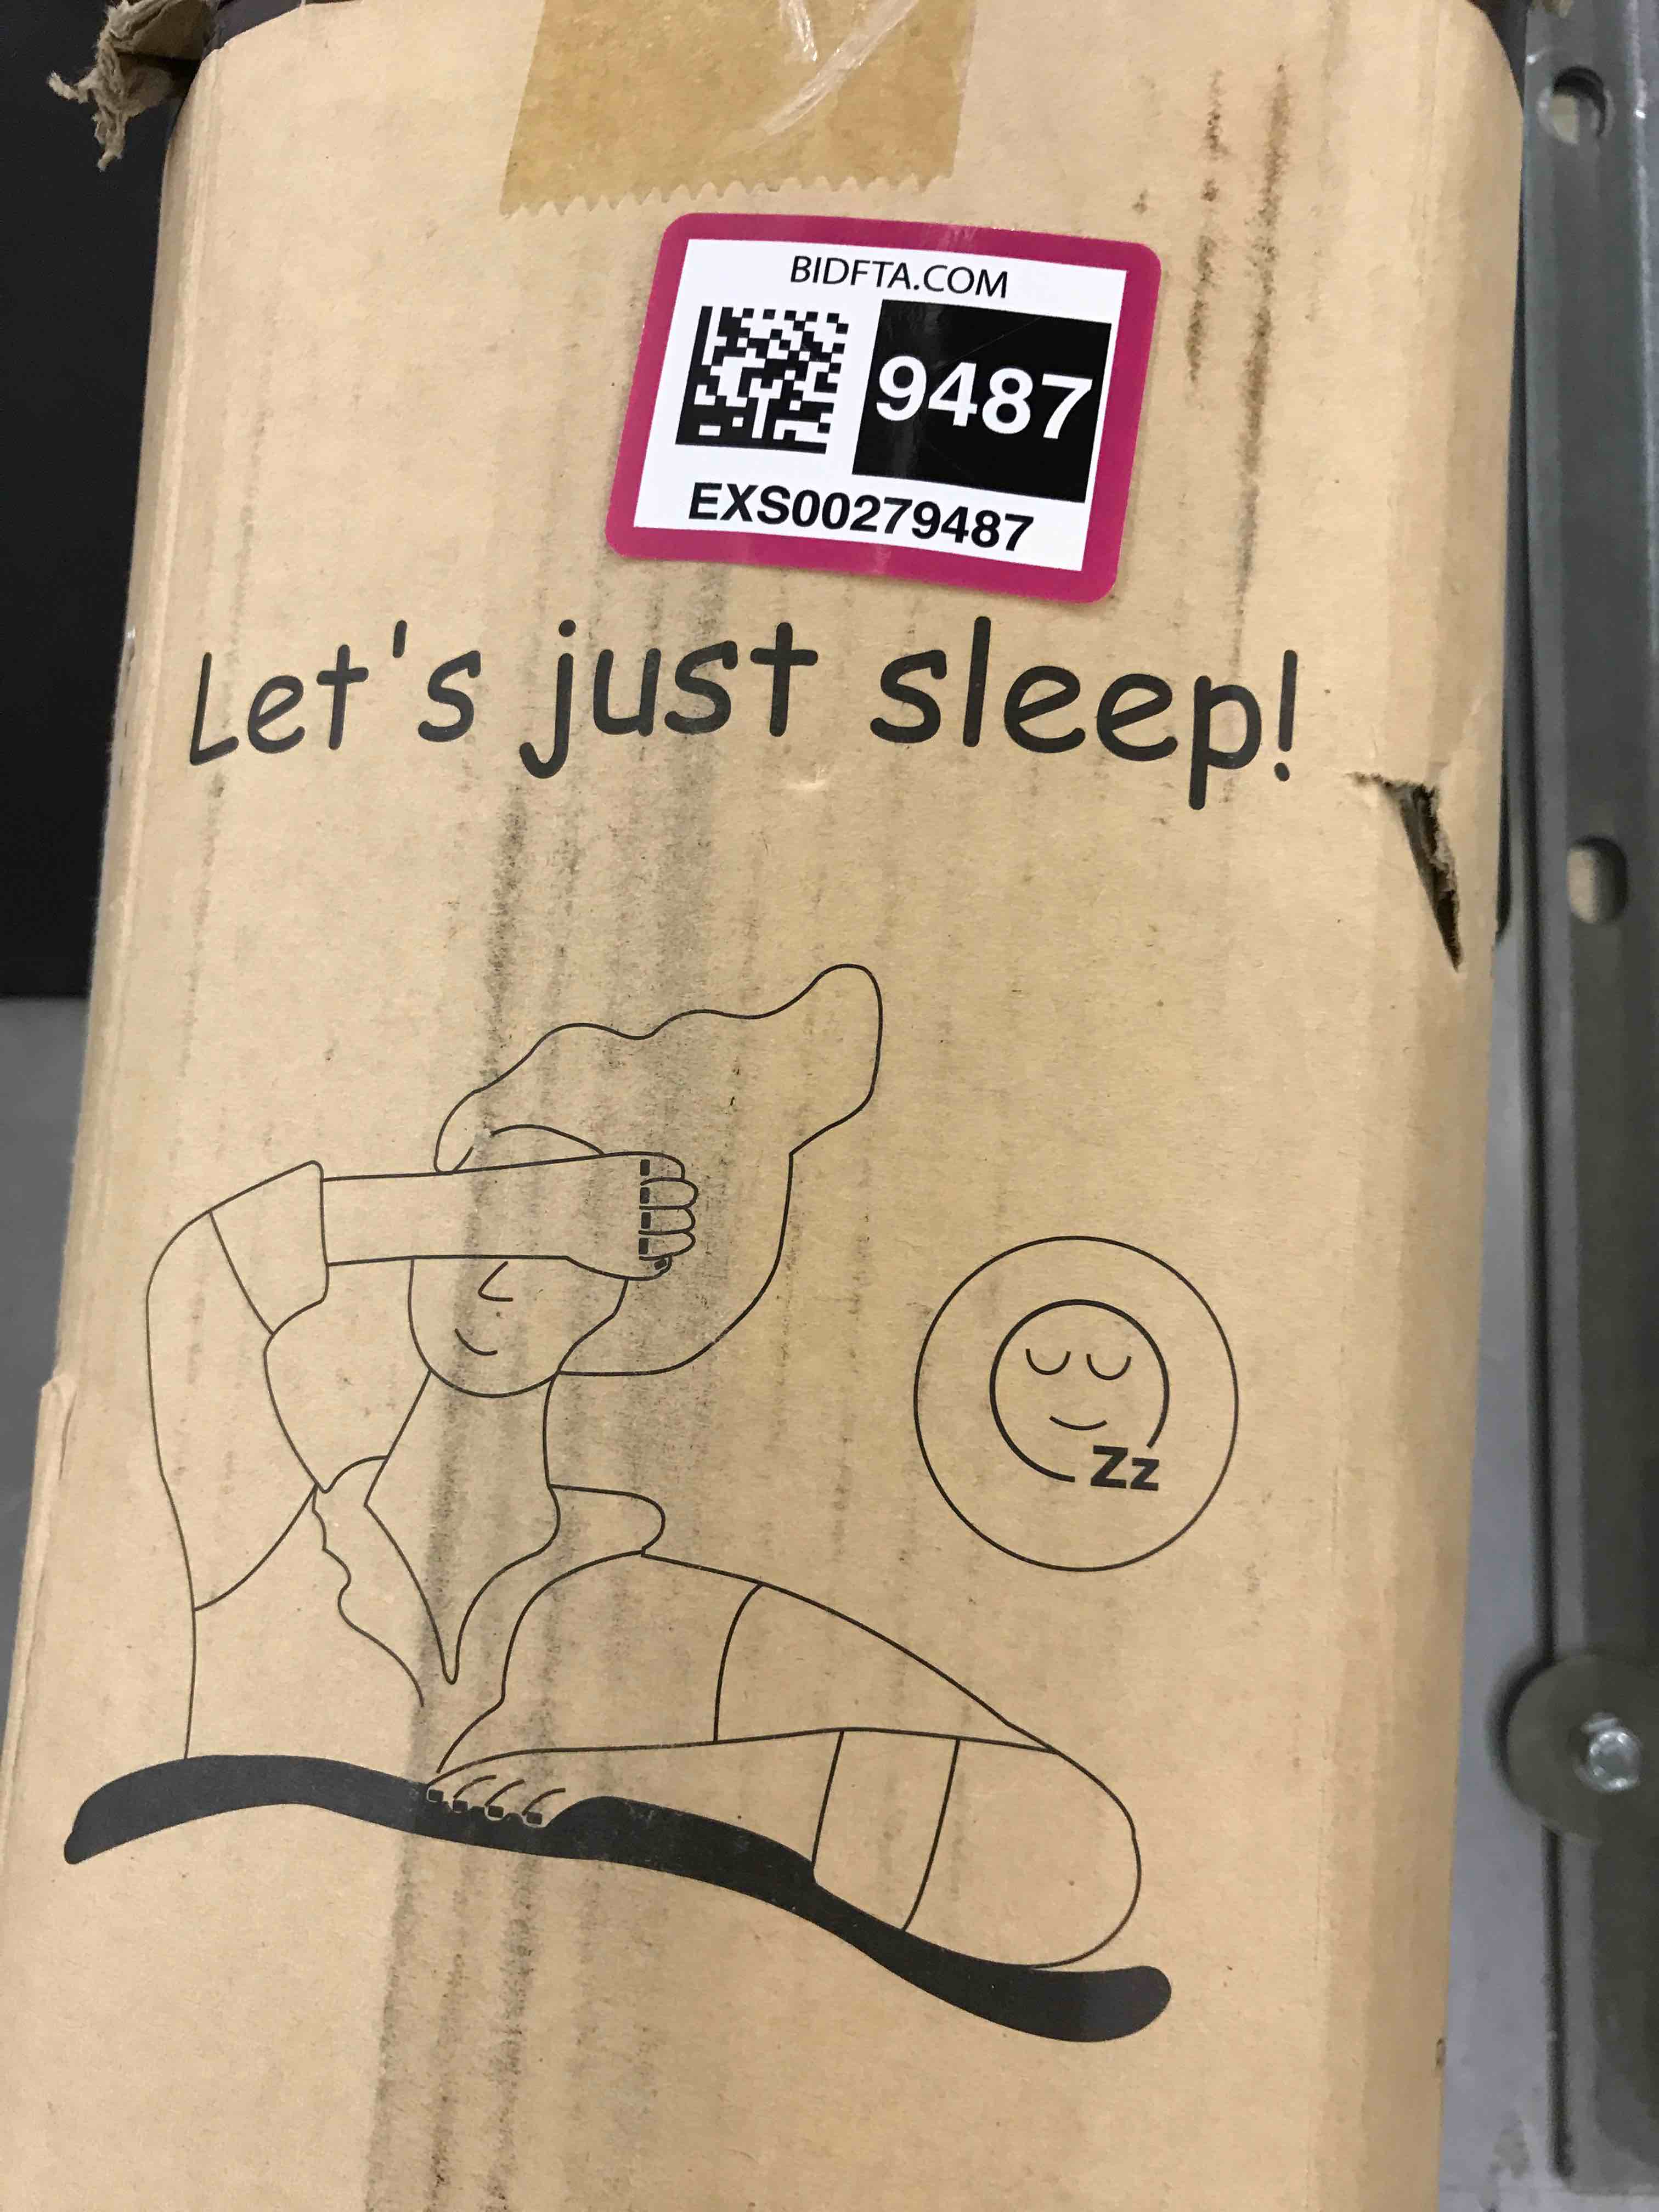 BIDFTA.COM
9487
EXS00279487
Let's just sleep!
Zz